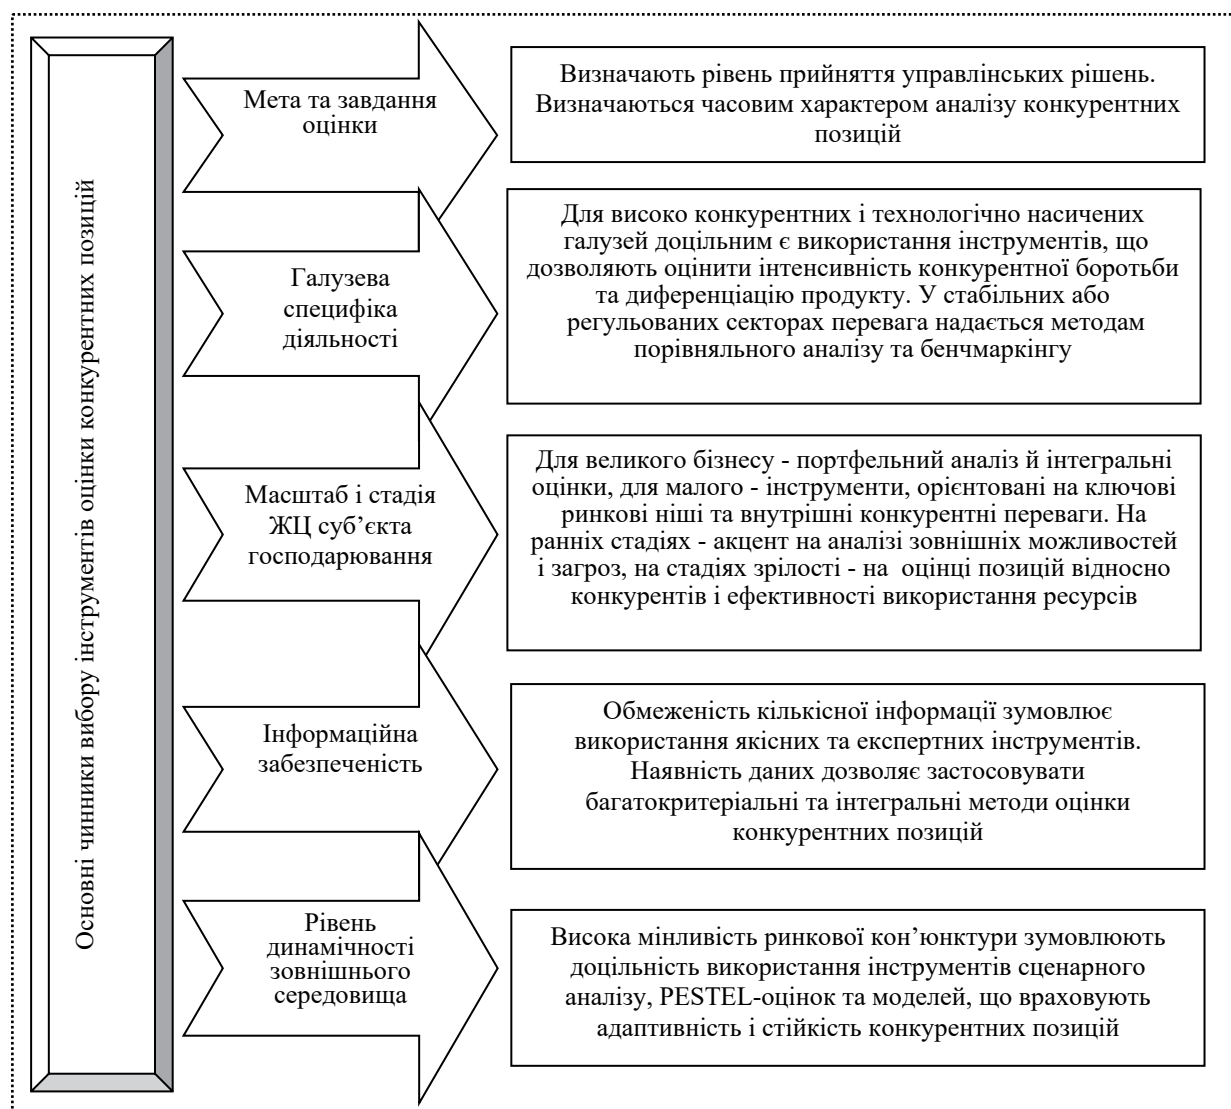 Основні чинники вибору інструментів оцінки конкурентних позицій
Мета та завдання
оцінки
Визначають рівень прийняття управлінських рішень.
Визначаються часовим характером аналізу конкурентних
позицій
Галузева
специфіка
діяльності
Для високо конкурентних і технологічно насичених
галузей доцільним є використання інструментів, що
дозволяють оцінити інтенсивність конкурентної боротьби
та диференціацію продукту. У стабільних або
регульованих секторах перевага надається методам
порівняльного аналізу та бенчмаркінгу
Масштаб і стадія
ЖЦ суб’єкта
господарювання
Для великого бізнесу - портфельний аналіз й інтегральні
оцінки, для малого - інструменти, орієнтовані на ключові
ринкові ніші та внутрішні конкурентні переваги. На
ранніх стадіях - акцент на аналізі зовнішніх можливостей
і загроз, на стадіях зрілості - на оцінці позицій відносно
конкурентів і ефективності використання ресурсів
Інформаційна
забезпеченість
Обмеженість кількісної інформації зумовлює
використання якісних та експертних інструментів.
Наявність даних дозволяє застосовувати
багатокритеріальні та інтегральні методи оцінки
конкурентних позицій
Рівень
динамічності
зовнішнього
середовища
Висока мінливість ринкової кон’юнктури зумовлюють
доцільність використання інструментів сценарного
аналізу, PESTEL-оцінок та моделей, що враховують
адаптивність і стійкість конкурентних позицій